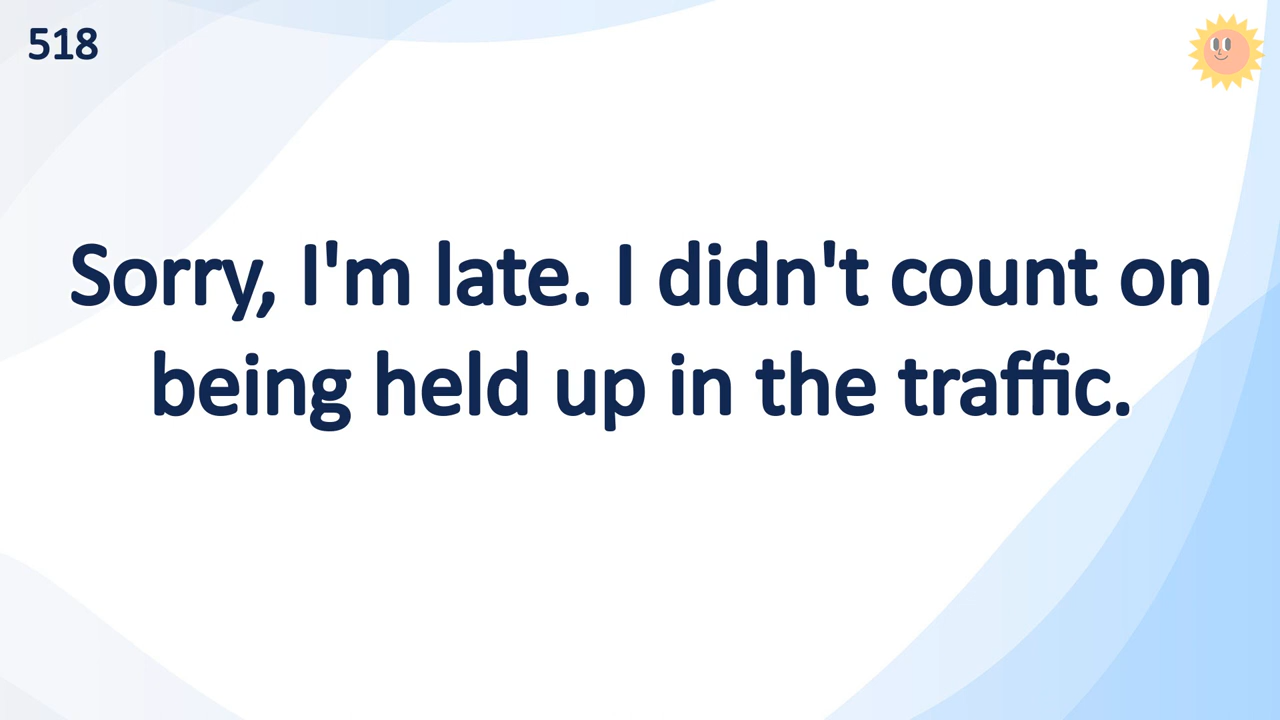 518
Sorry, I'm late. I didn't count on
being held up in the traffic.